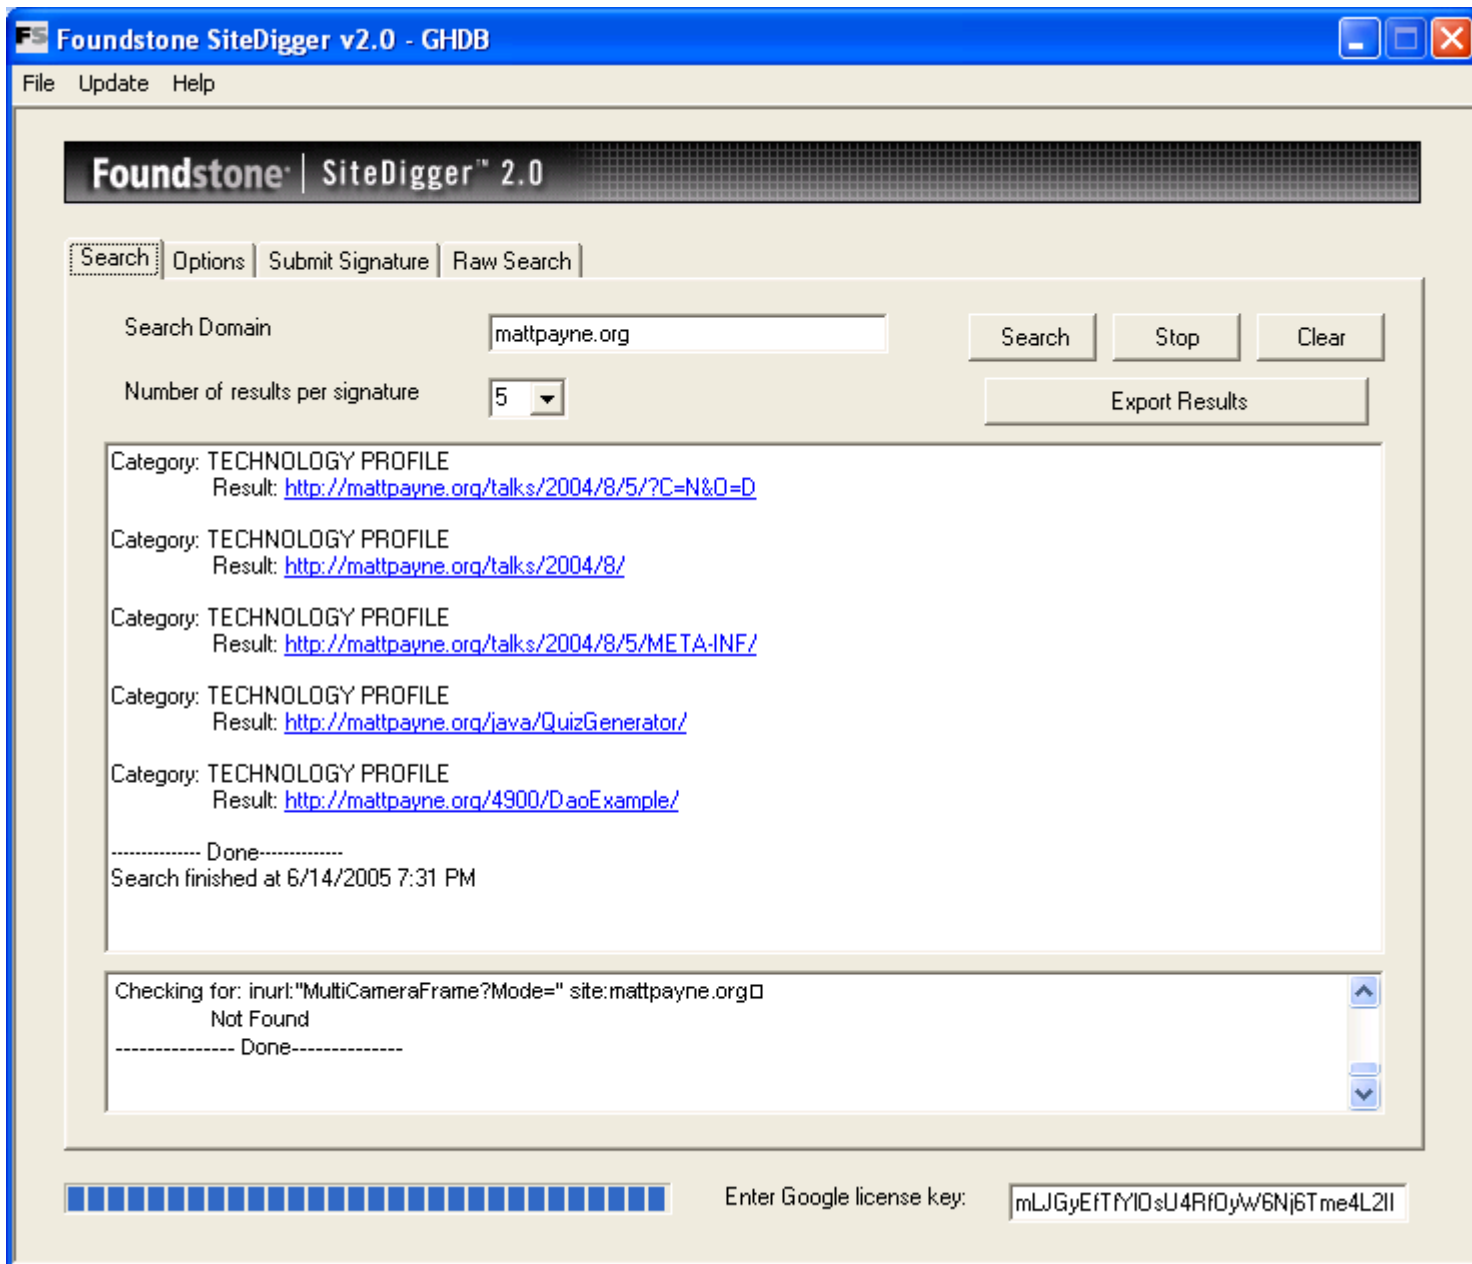 FS Foundstone SiteDigger v2.0 - GHDB
File Update Help
Foundstone SiteDigger™ 2.0
Search Options Submit Signature Raw Search
Search Domain mattpayne.org Search Stop Clear
Number of results per signature 5 Export Results
Category: TECHNOLOGY PROFILE
Result: http://mattpayne.org/talks/2004/8/5/?C=N&O=D
Category: TECHNOLOGY PROFILE
Result: http://mattpayne.org/talks/2004/8/
Category: TECHNOLOGY PROFILE
Result: http://mattpayne.org/talks/2004/8/5/META-INF/
Category: TECHNOLOGY PROFILE
Result: http://mattpayne.org/java/QuizGenerator/
Category: TECHNOLOGY PROFILE
Result: http://mattpayne.org/4900/DaoExample/
-------------- Done-------------
Search finished at 6/14/2005 7:31 PM
Checking for: inurl:"MultiCameraFrame?Mode=" site:mattpayne.org□
Not Found
--------------- Done--------------
Enter Google license key: